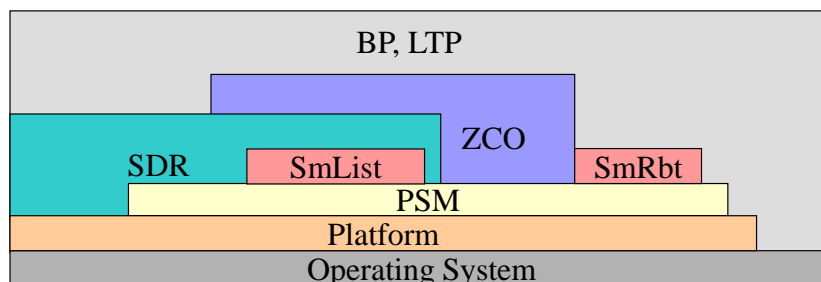 BP, LTP
ZCO
SDR
SmList
SmRbt
PSM
Platform
Operating System